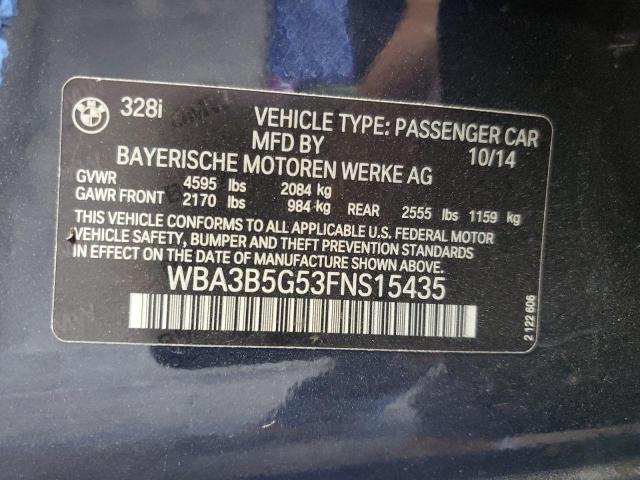 BMW 328i VEHICLE TYPE: PASSENGER CAR
MFD BY 10/14
BAYERISCHE MOTOREN WERKE AG
GVWR 4595 lbs 2084 kg
GAWR FRONT 2170 lbs 984 kg REAR 2555 lbs 1159 kg
THIS VEHICLE CONFORMS TO ALL APPLICABLE U.S. FEDERAL MOTOR
VEHICLE SAFETY, BUMPER AND THEFT PREVENTION STANDARDS
IN EFFECT ON THE DATE OF MANUFACTURE SHOWN ABOVE.
WBA3B5G53FNS15435
2 122 606